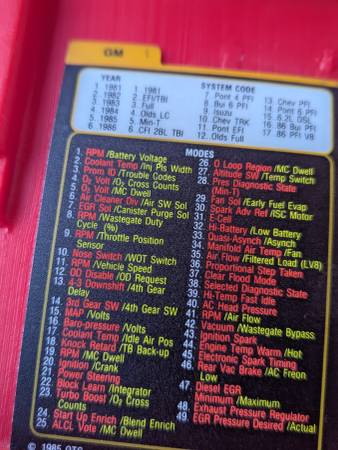 GM
YEAR
1 1981
2 1982
3 1983
4 1984
5 1985
6 1986
SYSTEM CODE
1. 1981
2. EFI/TBI
3. Full
4. Olds LC
5. Min-T
6. CFI 2BL TBI
7 Pont 4 PFI
8 Bui 6 PFI
9 Isuzu
10 Chev TRK
11 Pont EFI
12 Olds Full
13 Chev PFI
14 Pont 6 PFI
15 6.2L DSL
16 86 Bui PFI
17 86 PFI V8
MODES
1. RPM/Battery Voltage
2. Coolant Temp/Inj Pls Width
3. Prom ID/Trouble Codes
4. O₂ Volt/O₂ Cross Counts
5. O₂ Volt/MC Dwell
6. Air Cleaner Div/Air SW Sol
7. EGR Sol/Canister Purge Sol
8. RPM/Wastegate Duty
Cycle (%)
9. RPM/Throttle Position
Sensor
10. Nose Switch/WOT Switch
11. RPM/Vehicle Speed
12. OD Disable/OD Request
13. 4-3 Downshift/4th Gear
Delay
14. 3rd Gear SW/4th Gear SW
15. MAP/Volts
16. Baro-pressure/Volts
17. Coolant Temp/Idle Air Pos
18. Knock Retard/TB Back-up
19. RPM/MC Dwell
20. Ignition/Crank
21. Power Steering
22. Block Learn/Integrator
23. Turbo Boost/O₂ Cross
Counts
24. Start Up Enrich/Blend Enrich
25. ALCL Vote/MC Dwell
26. O Loop Region/MC Dwell
27. Altitude SW/Temp Switch
28. Pres Diagnostic State
(Min-T)
29. Fan Sol/Early Fuel Evap
30. Spark Adv Ref/ISC Motor
31. E-Cell
32. Hi-Battery/Low Battery
33. Quasi-Asynch/Asynch
34. Manifold Air Temp/Fan
35. Air Flow/Filtered Load (LV8)
36. Proportional Step Taken
37. Clear Flood Mode
38. Selected Diagnostic State
39. Hi-Temp Fast Idle
40. AC Head Pressure
41. RPM/Air Flow
42. Vacuum/Wastegate Bypass
43. Ignition Spark
44. Engine Temp Warm/Hot
45. Electronic Spark Timing
46. Rear Vac Brake/AC Freon
Low
47. Diesel EGR
Minimum/Maximum
48. Exhaust Pressure Regulator
49. EGR Pressure Desired/Actual
© 1985 OTC